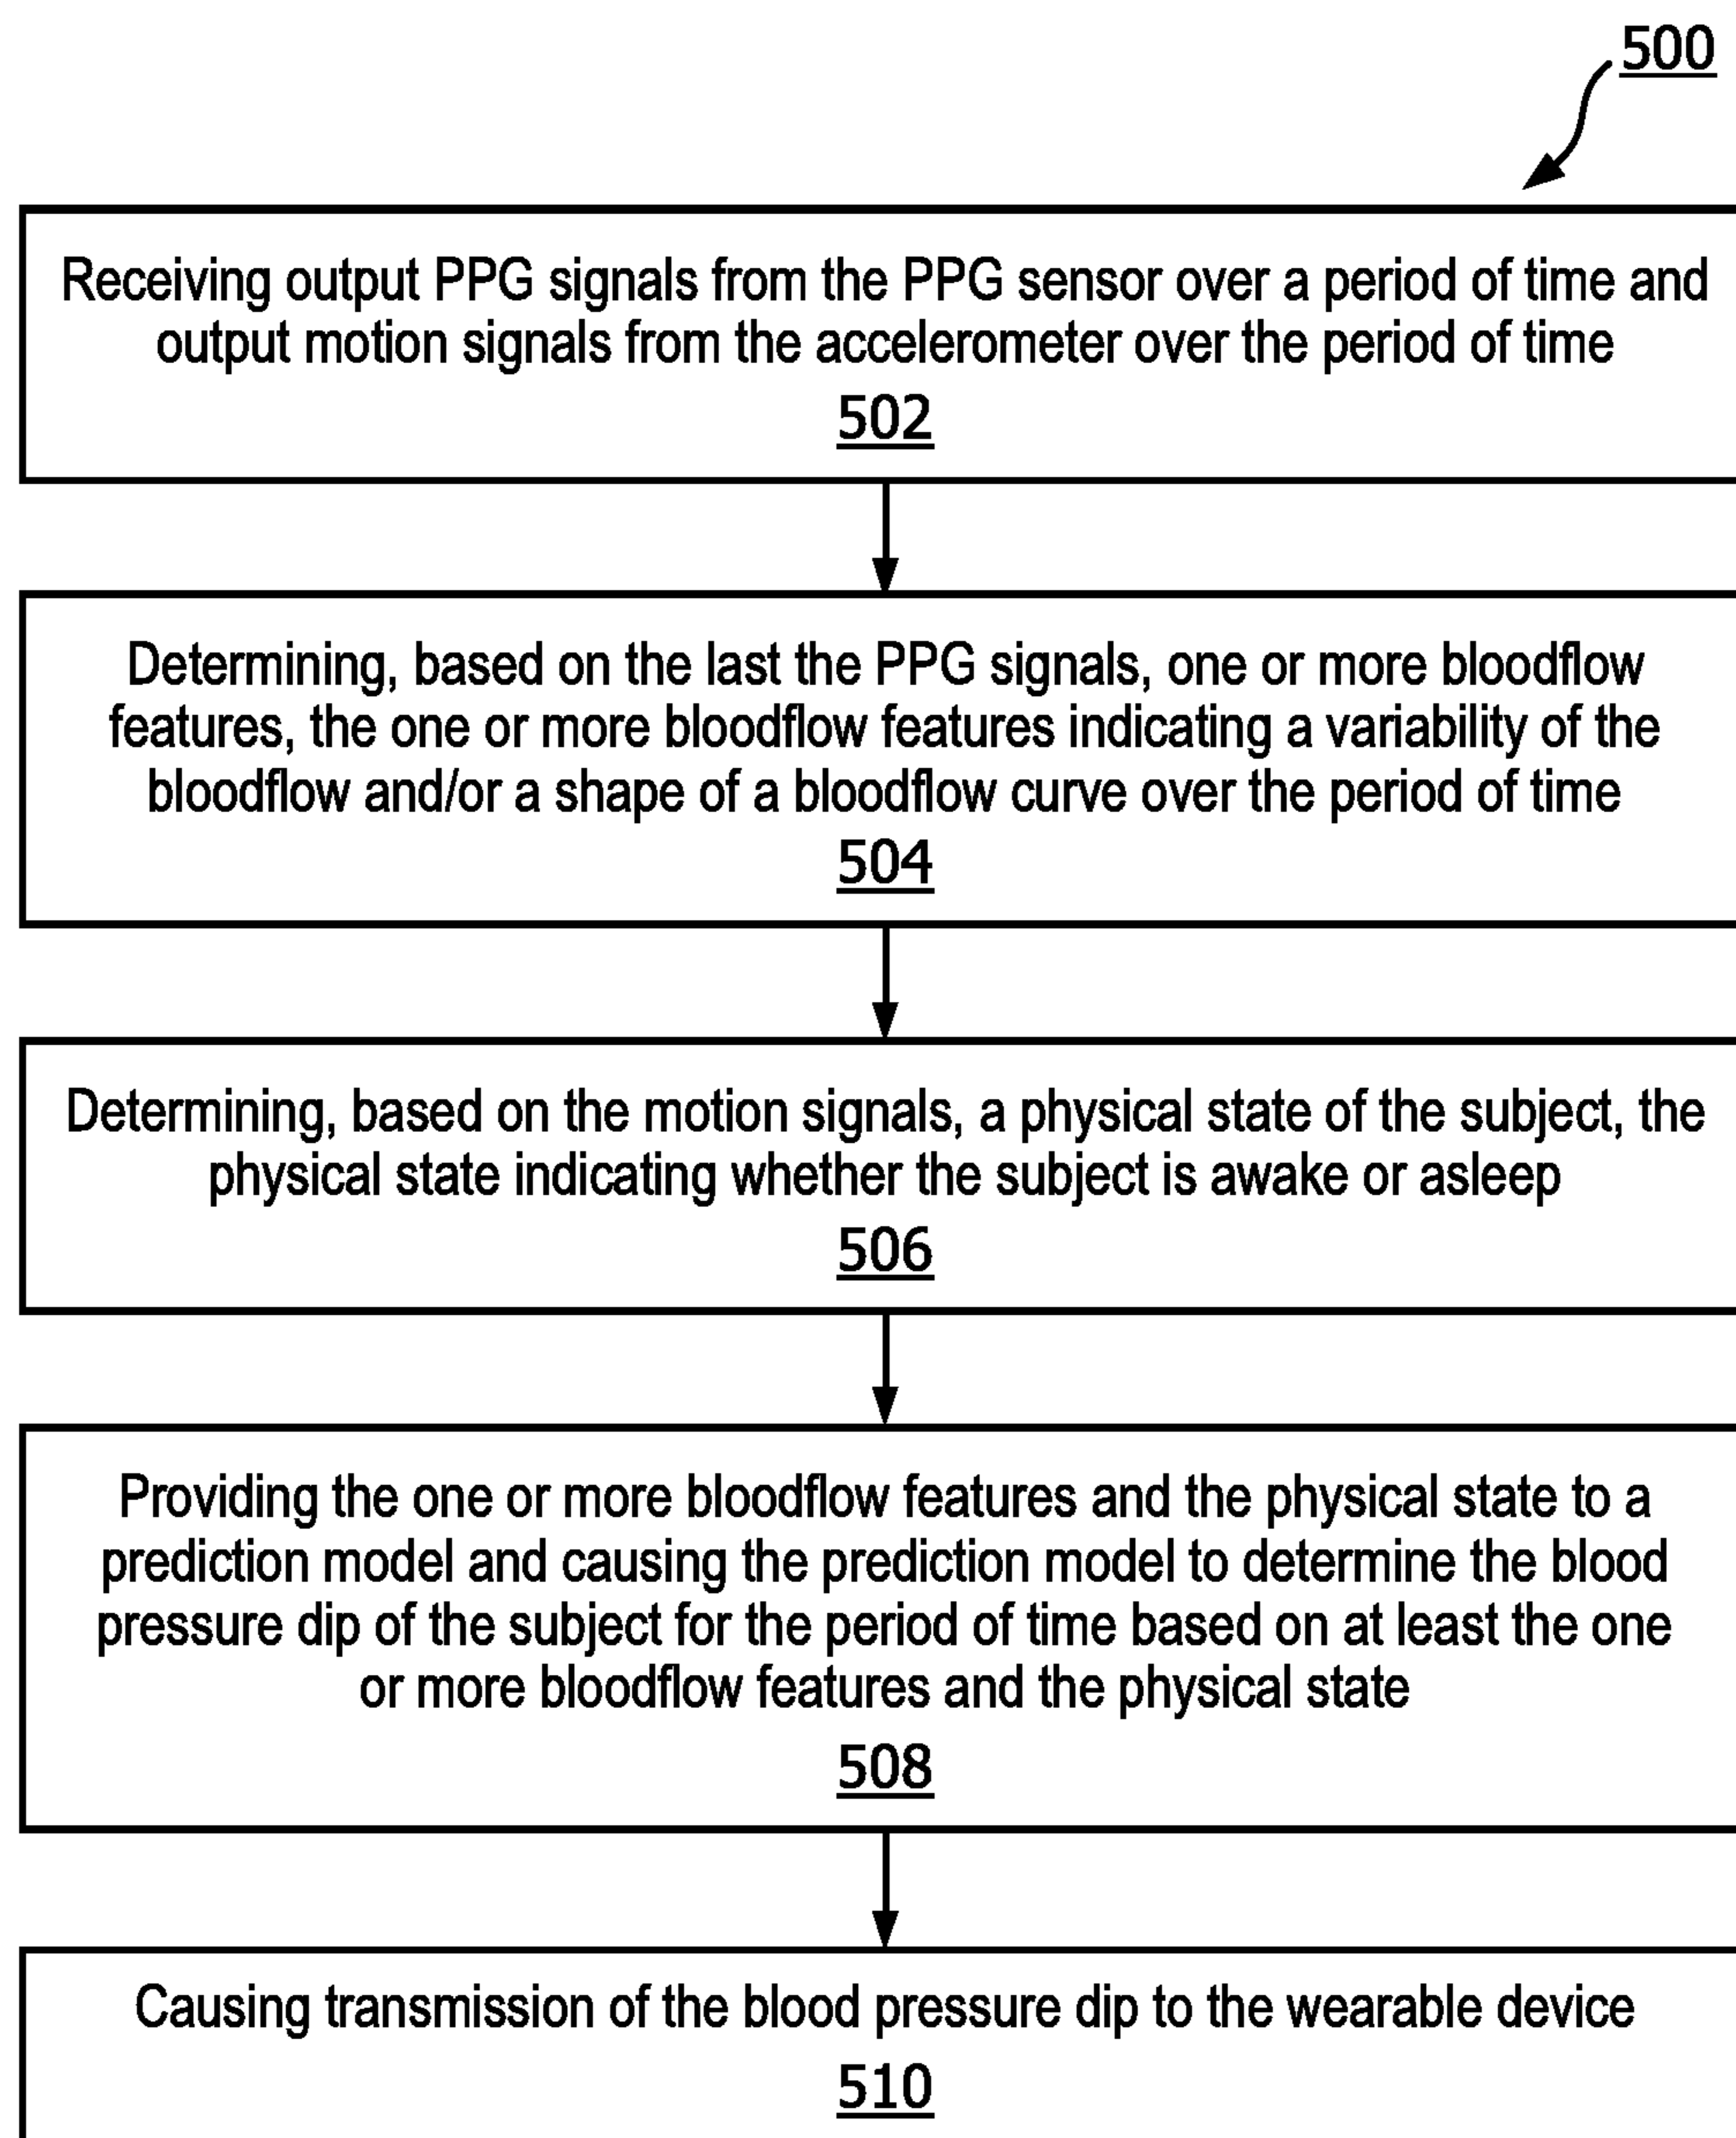 500
Receiving output PPG signals from the PPG sensor over a period of time and
output motion signals from the accelerometer over the period of time
502
Determining, based on the last the PPG signals, one or more bloodflow
features, the one or more bloodflow features indicating a variability of the
bloodflow and/or a shape of a bloodflow curve over the period of time
504
Determining, based on the motion signals, a physical state of the subject, the
physical state indicating whether the subject is awake or asleep
506
Providing the one or more bloodflow features and the physical state to a
prediction model and causing the prediction model to determine the blood
pressure dip of the subject for the period of time based on at least the one
or more bloodflow features and the physical state
508
Causing transmission of the blood pressure dip to the wearable device
510